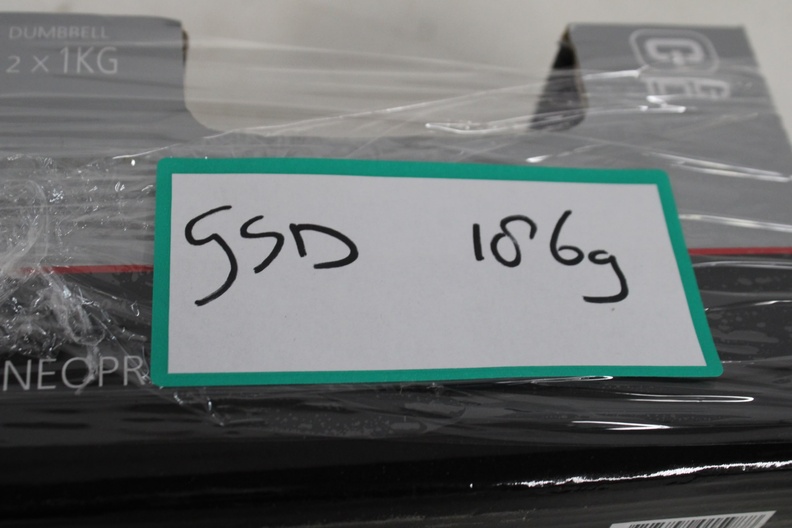 DUMBBELL
2 x 1KG
GSD 186g
NEOPR